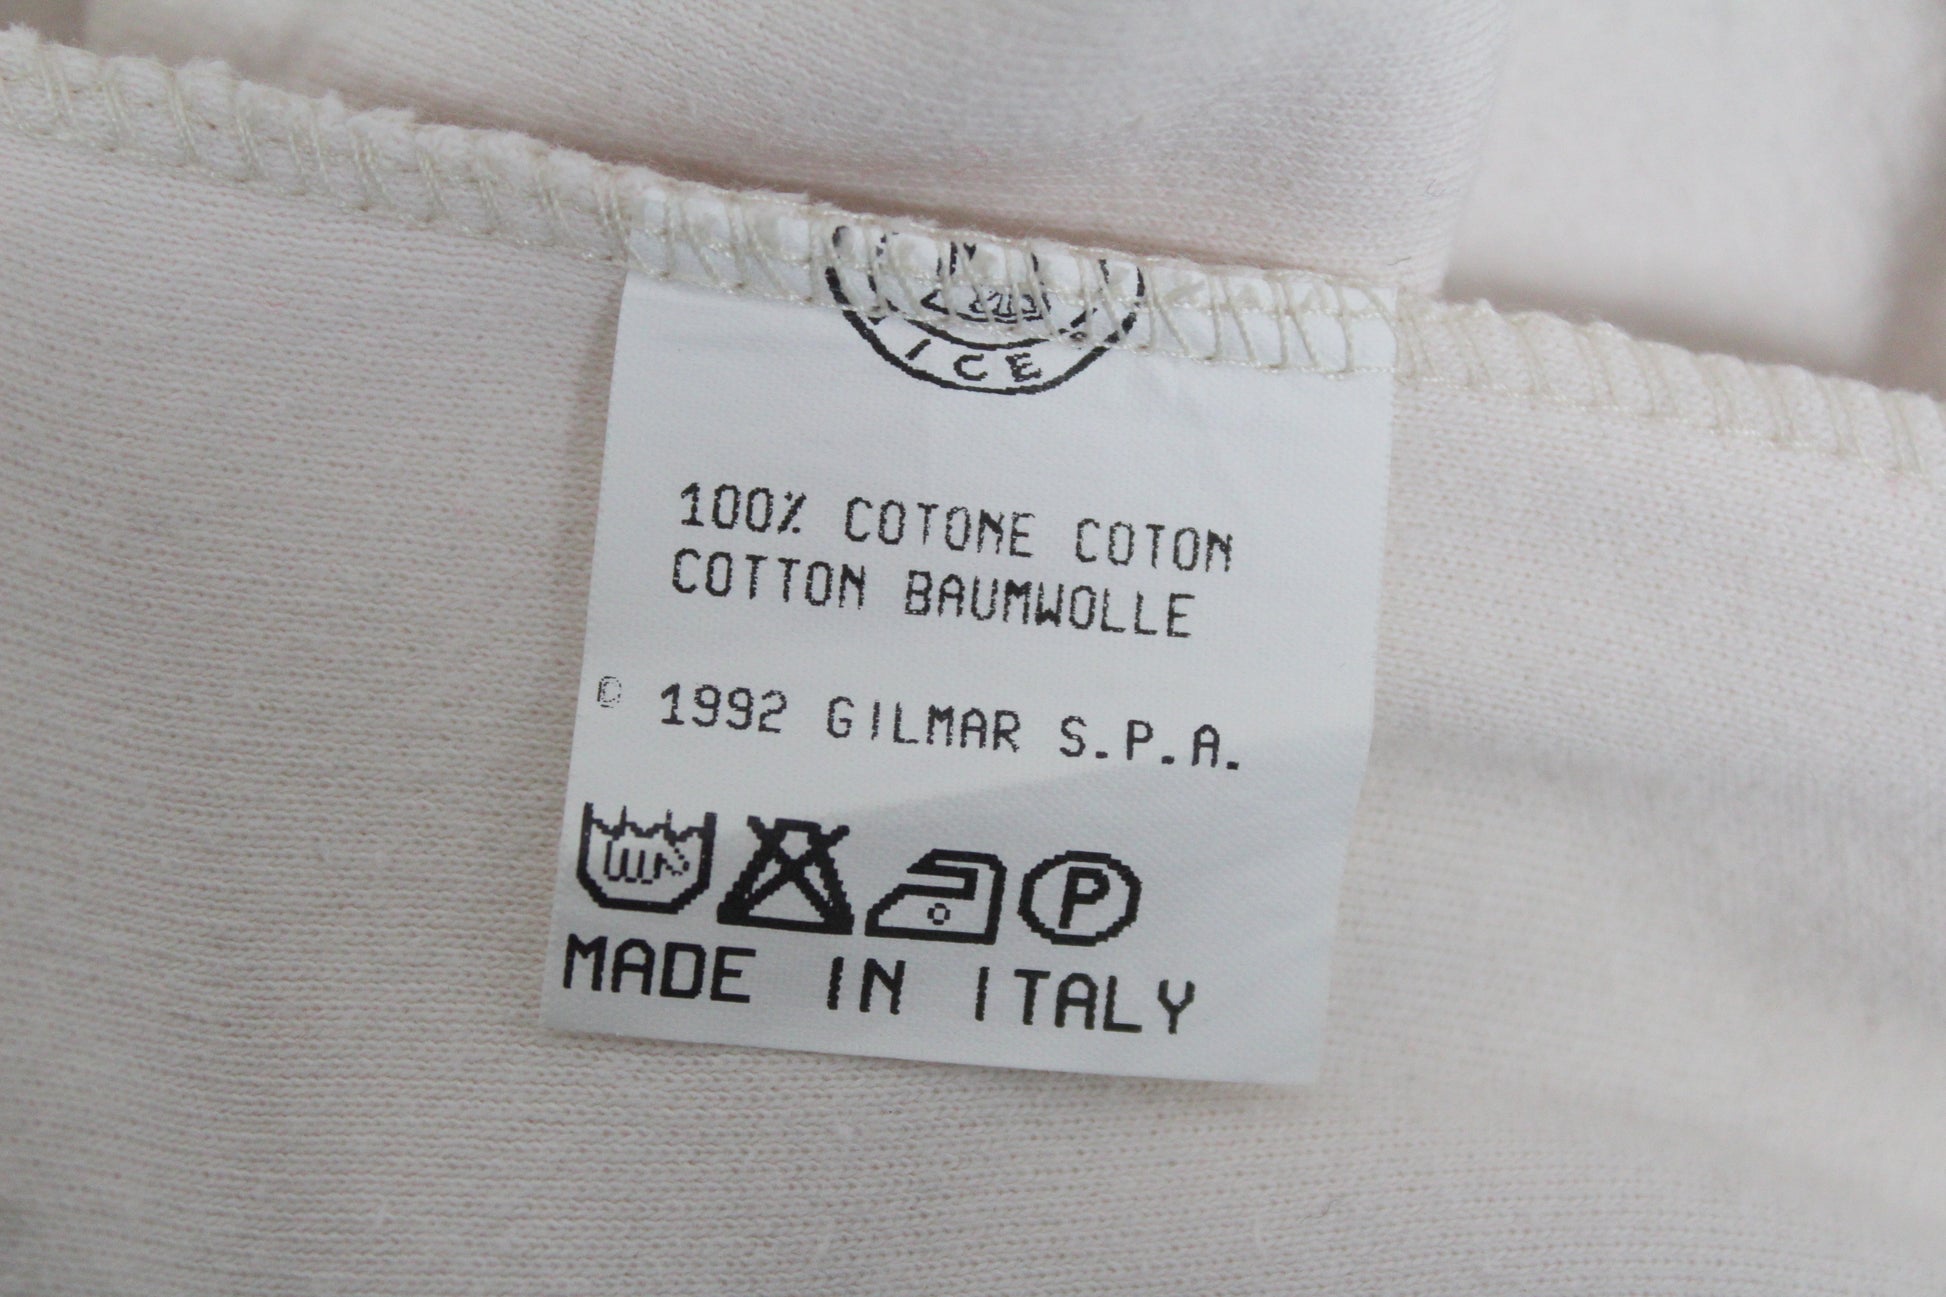 ICE
100% COTONE COTON
COTTON BAUMWOLLE
© 1992 GILMAR S.P.A.
P
MADE IN ITALY